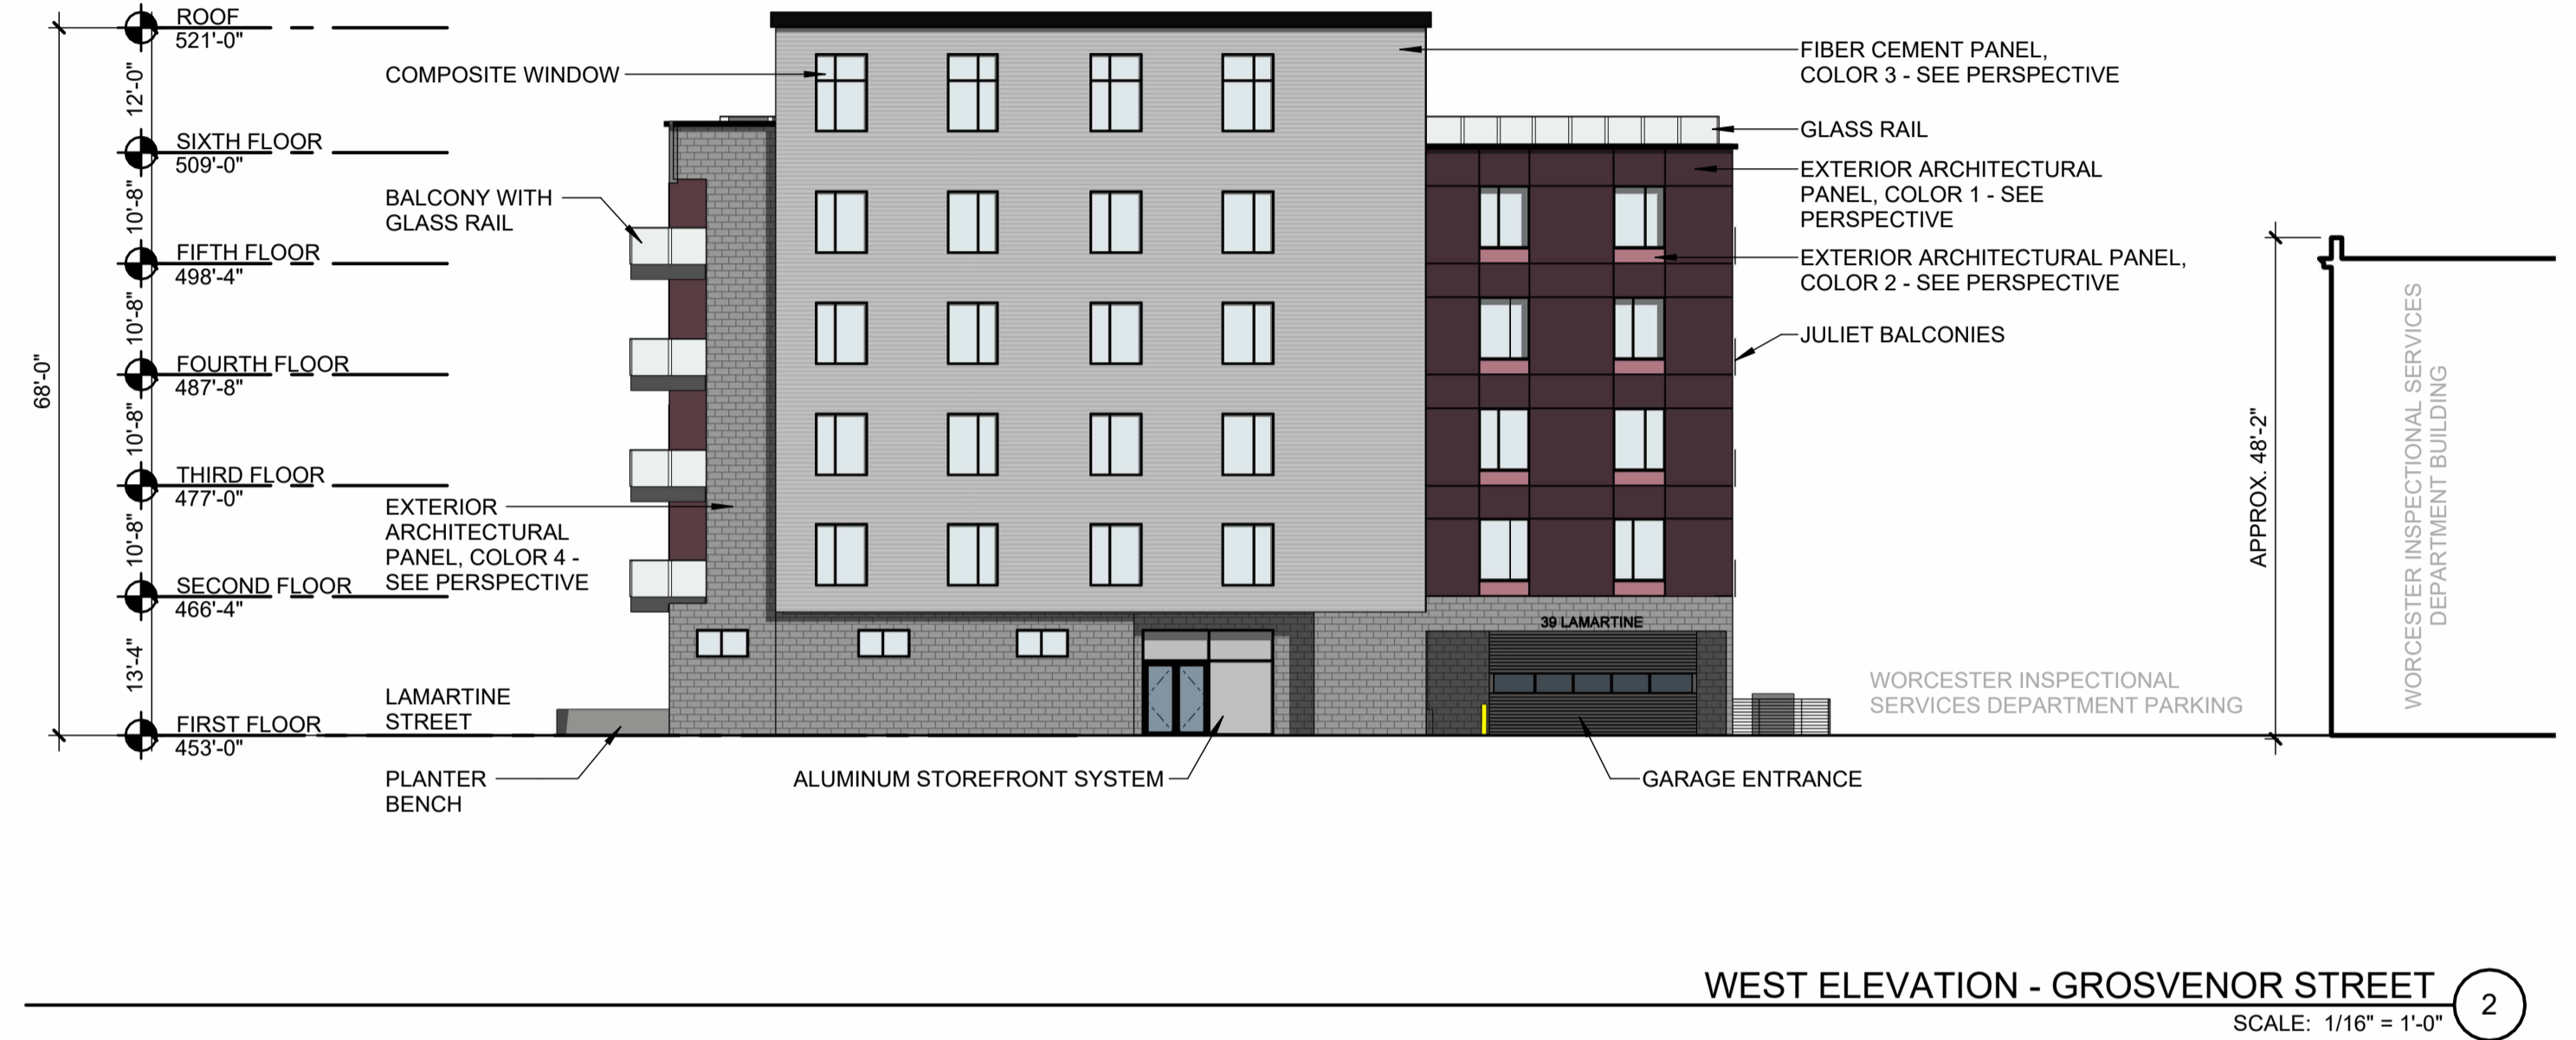 ROOF
521'-0"
12'-0"
SIXTH FLOOR
509'-0"
10'-8"
FIFTH FLOOR
498'-4"
10'-8"
FOURTH FLOOR
487'-8"
10'-8"
THIRD FLOOR
477'-0"
10'-8"
SECOND FLOOR
466'-4"
13'-4"
FIRST FLOOR
453'-0"
68'-0"
COMPOSITE WINDOW
BALCONY WITH
GLASS RAIL
EXTERIOR
ARCHITECTURAL
PANEL, COLOR 4 -
SEE PERSPECTIVE
LAMARTINE
STREET
PLANTER
BENCH
ALUMINUM STOREFRONT SYSTEM
39 LAMARTINE
GARAGE ENTRANCE
FIBER CEMENT PANEL,
COLOR 3 - SEE PERSPECTIVE
GLASS RAIL
EXTERIOR ARCHITECTURAL
PANEL, COLOR 1 - SEE
PERSPECTIVE
EXTERIOR ARCHITECTURAL PANEL,
COLOR 2 - SEE PERSPECTIVE
JULIET BALCONIES
WORCESTER INSPECTIONAL
SERVICES DEPARTMENT PARKING
APPROX. 48'-2"
WORCESTER INSPECTIONAL SERVICES
DEPARTMENT BUILDING
WEST ELEVATION - GROSVENOR STREET
2
SCALE: 1/16" = 1'-0"